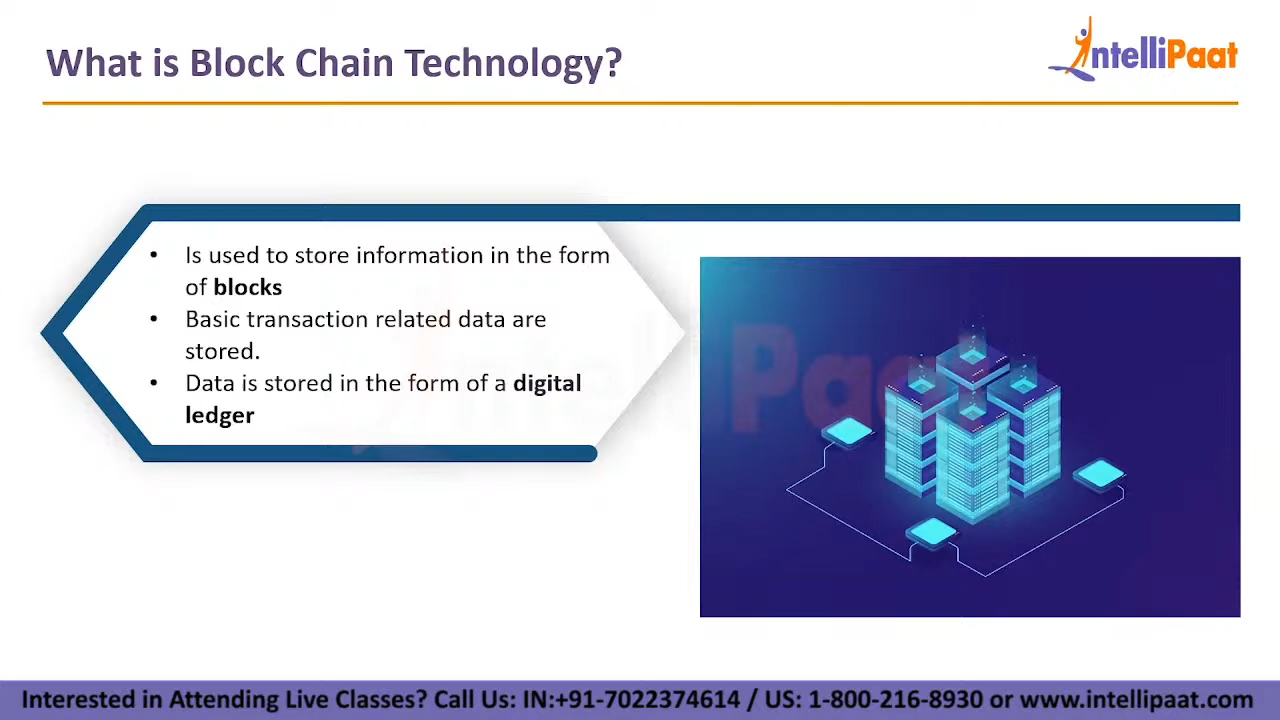 What is Block Chain Technology?
IntelliPaat
• Is used to store information in the form
of blocks
• Basic transaction related data are
stored.
• Data is stored in the form of a digital
ledger
IntelliPaat
Interested in Attending Live Classes? Call Us: IN:+91-7022374614 / US: 1-800-216-8930 or www.intellipaat.com